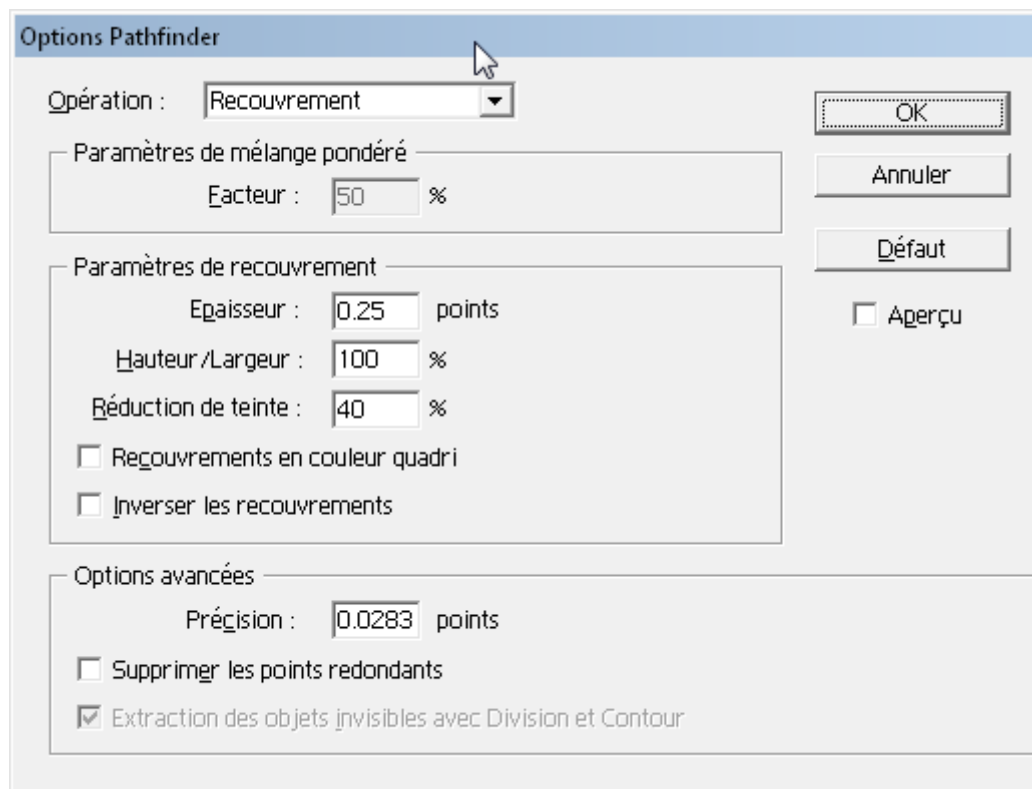 Options Pathfinder
Opération : Recouvrement
OK
Paramètres de mélange pondéré
Annuler
Facteur : 50 %
Défaut
Paramètres de recouvrement
Epaisseur : 0.25 points
Aperçu
Hauteur/Largeur : 100 %
Réduction de teinte : 40 %
Recouvrements en couleur quadri
Inverser les recouvrements
Options avancées
Précision : 0.0283 points
Supprimer les points redondants
Extraction des objets invisibles avec Division et Contour